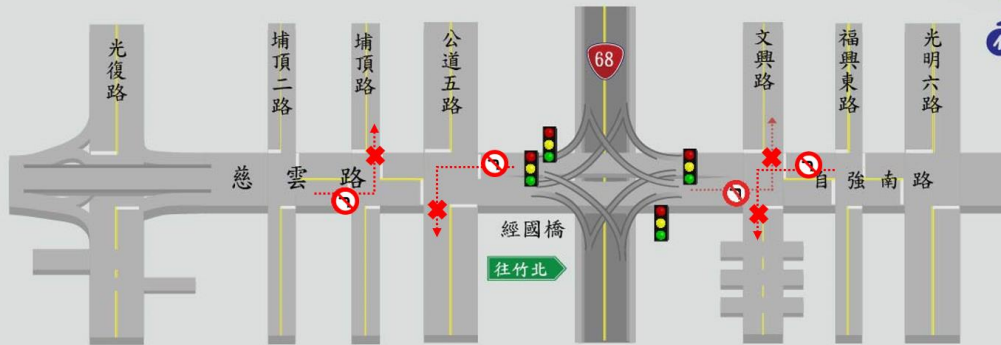 光復路
埔頂二路
埔頂路
公道五路
68
文興路
福興東路
光明六路
慈雲路
自強南路
經國橋
往竹北